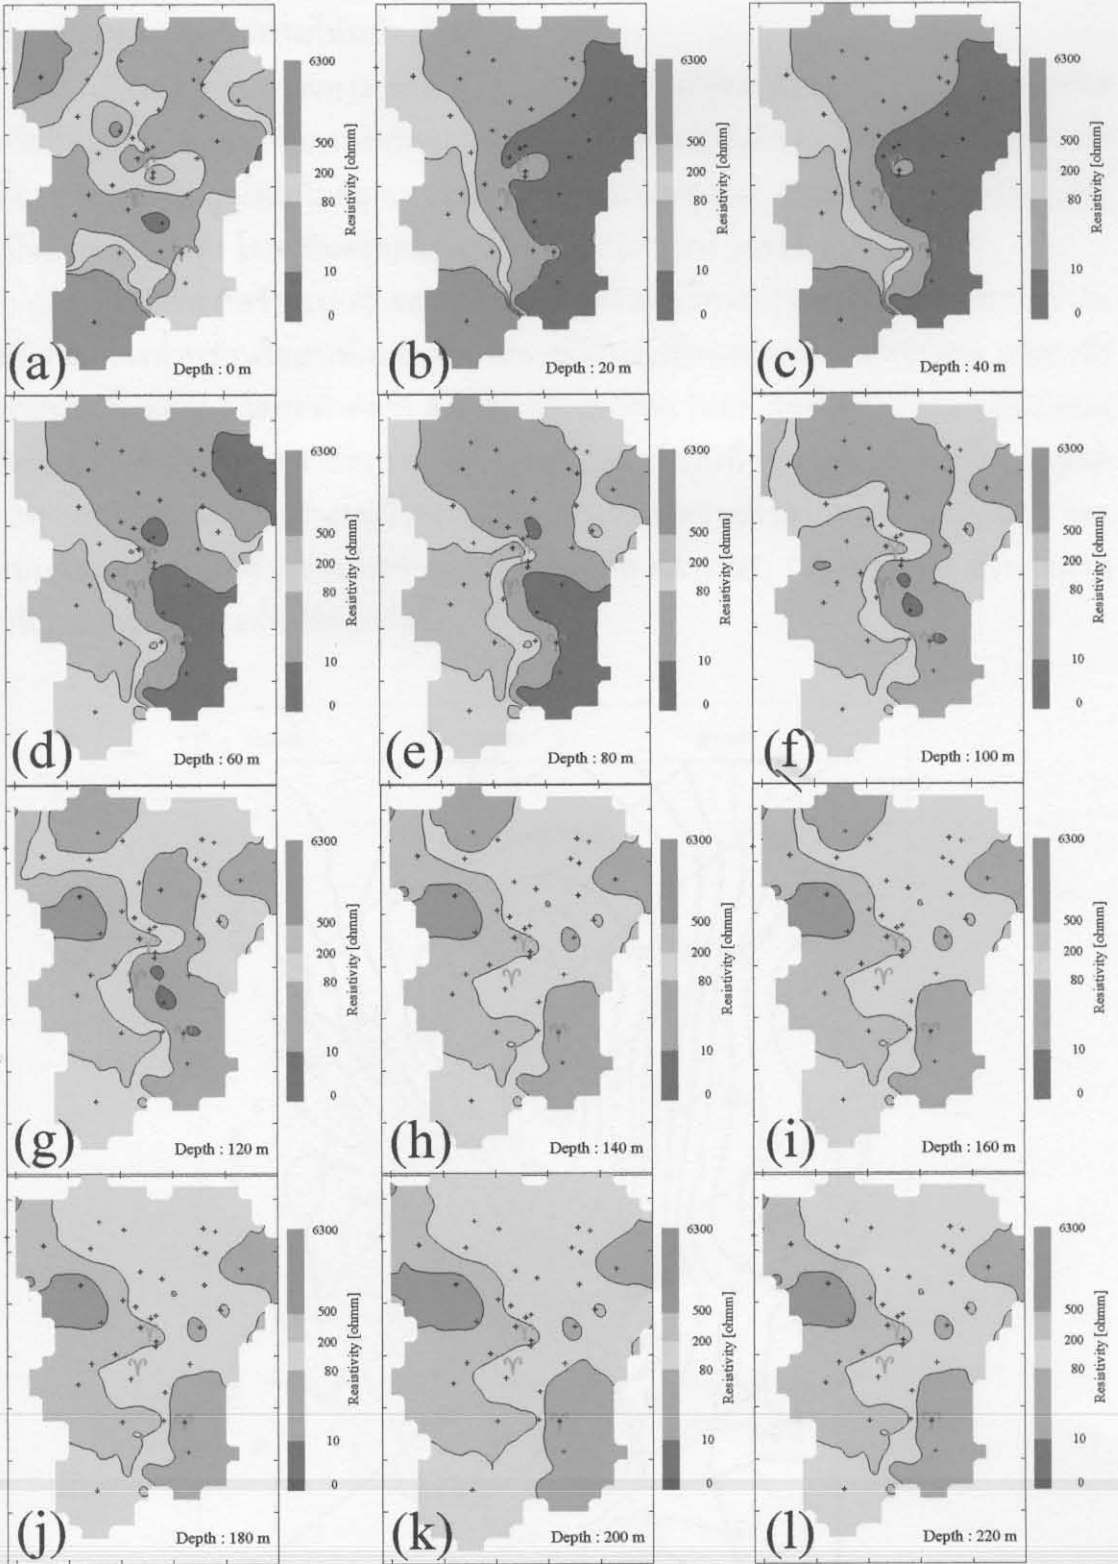 6300
500
200
80
10
0
Resistivity [ohmm]
(a)
Depth : 0 m
6300
500
200
80
10
0
Resistivity [ohmm]
(b)
Depth : 20 m
6300
500
200
80
10
0
Resistivity [ohmm]
(c)
Depth : 40 m
6300
500
200
80
10
0
Resistivity [ohmm]
(d)
Depth : 60 m
6300
500
200
80
10
0
Resistivity [ohmm]
(e)
Depth : 80 m
6300
500
200
80
10
0
Resistivity [ohmm]
(f)
Depth : 100 m
6300
500
200
80
10
0
Resistivity [ohmm]
(g)
Depth : 120 m
6300
500
200
80
10
0
Resistivity [ohmm]
(h)
Depth : 140 m
6300
500
200
80
10
0
Resistivity [ohmm]
(i)
Depth : 160 m
6300
500
200
80
10
0
Resistivity [ohmm]
(j)
Depth : 180 m
6300
500
200
80
10
0
Resistivity [ohmm]
(k)
Depth : 200 m
6300
500
200
80
10
0
Resistivity [ohmm]
(l)
Depth : 220 m